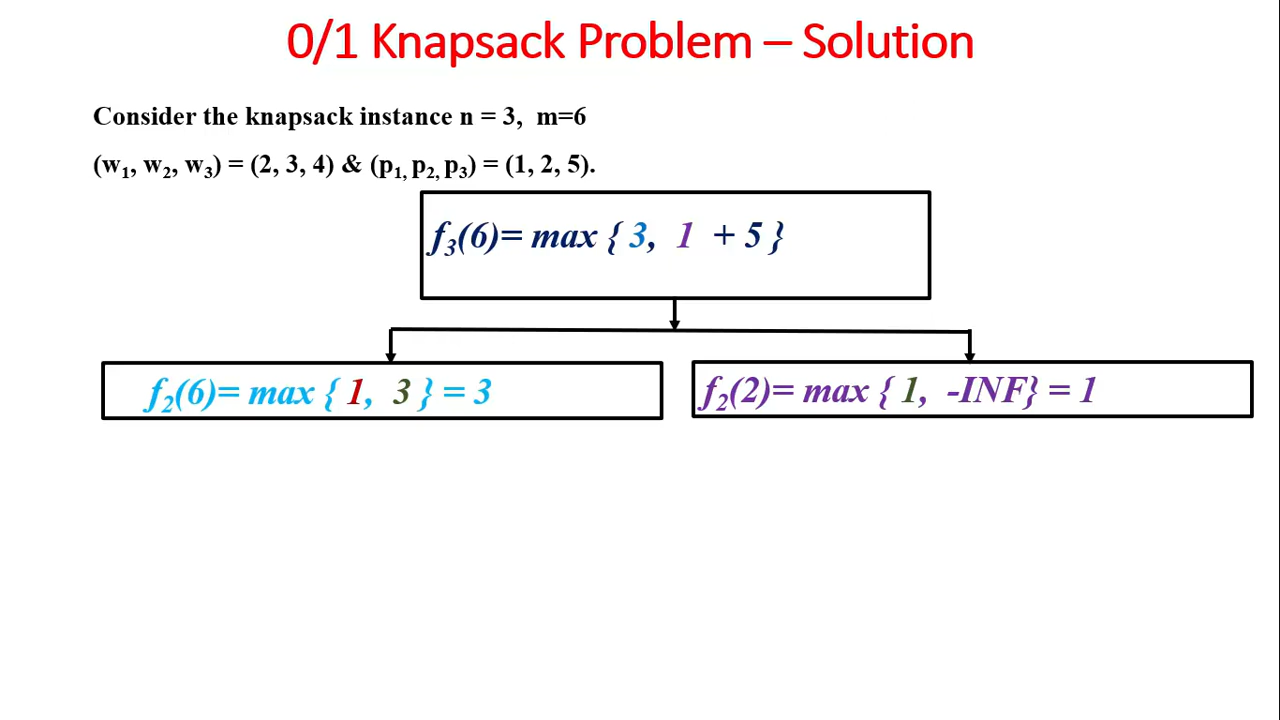 0/1 Knapsack Problem – Solution
Consider the knapsack instance n = 3, m=6
(w₁, w₂, w₃) = (2, 3, 4) & (p₁, p₂, p₃) = (1, 2, 5).
f₃(6)= max { 3, 1 + 5 }
f₂(6)= max { 1, 3 } = 3
f₂(2)= max { 1, -INF} = 1